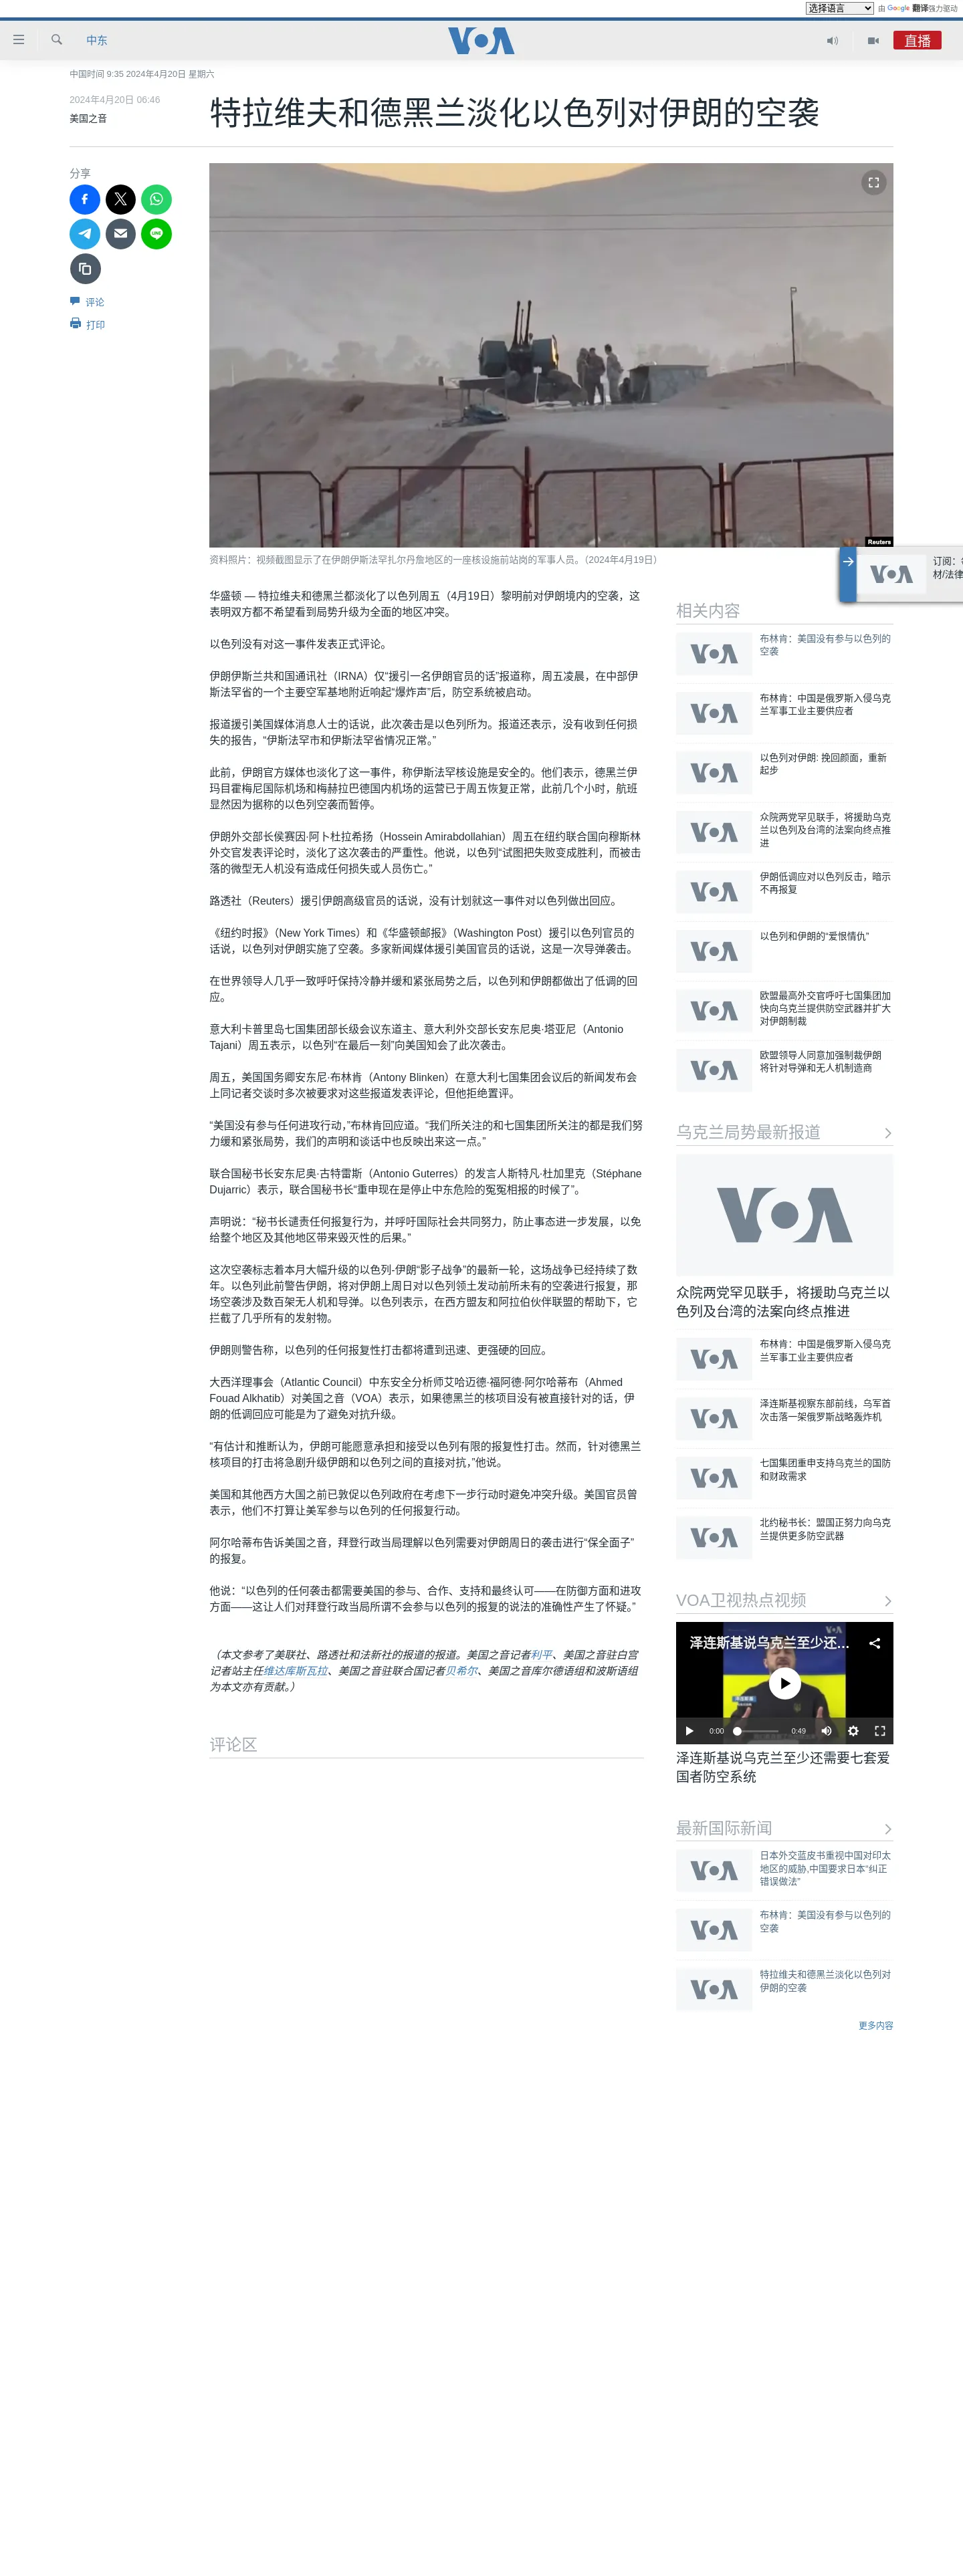 选择语言
由 Google 翻译强力驱动
中东
VOA
直播
中国时间 9:35 2024年4月20日 星期六
2024年4月20日 06:46
美国之音
特拉维夫和德黑兰淡化以色列对伊朗的空袭
分享
评论
打印
Reuters
资料照片：视频截图显示了在伊朗伊斯法罕扎尔丹詹地区的一座核设施前站岗的军事人员。（2024年4月19日）
华盛顿 — 特拉维夫和德黑兰都淡化了以色列周五（4月19日）黎明前对伊朗境内的空袭，这
表明双方都不希望看到局势升级为全面的地区冲突。
以色列没有对这一事件发表正式评论。
伊朗伊斯兰共和国通讯社（IRNA）仅“援引一名伊朗官员的话”报道称，周五凌晨，在中部伊
斯法罕省的一个主要空军基地附近响起“爆炸声”后，防空系统被启动。
报道援引美国媒体消息人士的话说，此次袭击是以色列所为。报道还表示，没有收到任何损
失的报告，“伊斯法罕市和伊斯法罕省情况正常。”
此前，伊朗官方媒体也淡化了这一事件，称伊斯法罕核设施是安全的。他们表示，德黑兰伊
玛目霍梅尼国际机场和梅赫拉巴德国内机场的运营已于周五恢复正常，此前几个小时，航班
显然因为据称的以色列空袭而暂停。
伊朗外交部长侯赛因·阿卜杜拉希扬（Hossein Amirabdollahian）周五在纽约联合国向穆斯林
外交官发表评论时，淡化了这次袭击的严重性。他说，以色列“试图把失败变成胜利，而被击
落的微型无人机没有造成任何损失或人员伤亡。”
路透社（Reuters）援引伊朗高级官员的话说，没有计划就这一事件对以色列做出回应。
《纽约时报》（New York Times）和《华盛顿邮报》（Washington Post）援引以色列官员的
话说，以色列对伊朗实施了空袭。多家新闻媒体援引美国官员的话说，这是一次导弹袭击。
在世界领导人几乎一致呼吁保持冷静并缓和紧张局势之后，以色列和伊朗都做出了低调的回
应。
意大利卡普里岛七国集团部长级会议东道主、意大利外交部长安东尼奥·塔亚尼（Antonio
Tajani）周五表示，以色列“在最后一刻”向美国知会了此次袭击。
周五，美国国务卿安东尼·布林肯（Antony Blinken）在意大利七国集团会议后的新闻发布会
上同记者交谈时多次被要求对这些报道发表评论，但他拒绝置评。
“美国没有参与任何进攻行动，”布林肯回应道。“我们所关注的和七国集团所关注的都是我们努
力缓和紧张局势，我们的声明和谈话中也反映出来这一点。”
联合国秘书长安东尼奥·古特雷斯（Antonio Guterres）的发言人斯特凡·杜加里克（Stéphane
Dujarric）表示，联合国秘书长“重申现在是停止中东危险的冤冤相报的时候了”。
声明说：“秘书长谴责任何报复行为，并呼吁国际社会共同努力，防止事态进一步发展，以免
给整个地区及其他地区带来毁灭性的后果。”
这次空袭标志着本月大幅升级的以色列-伊朗“影子战争”的最新一轮，这场战争已经持续了数
年。以色列此前警告伊朗，将对伊朗上周日对以色列领土发动前所未有的空袭进行报复，那
场空袭涉及数百架无人机和导弹。以色列表示，在西方盟友和阿拉伯伙伴联盟的帮助下，它
拦截了几乎所有的发射物。
伊朗则警告称，以色列的任何报复性打击都将遭到迅速、更强硬的回应。
大西洋理事会（Atlantic Council）中东安全分析师艾哈迈德·福阿德·阿尔哈蒂布（Ahmed
Fouad Alkhatib）对美国之音（VOA）表示，如果德黑兰的核项目没有被直接针对的话，伊
朗的低调回应可能是为了避免对抗升级。
“有估计和推断认为，伊朗可能愿意承担和接受以色列有限的报复性打击。然而，针对德黑兰
核项目的打击将急剧升级伊朗和以色列之间的直接对抗，”他说。
美国和其他西方大国之前已敦促以色列政府在考虑下一步行动时避免冲突升级。美国官员曾
表示，他们不打算让美军参与以色列的任何报复行动。
阿尔哈蒂布告诉美国之音，拜登行政当局理解以色列需要对伊朗周日的袭击进行“保全面子”
的报复。
他说：“以色列的任何袭击都需要美国的参与、合作、支持和最终认可——在防御方面和进攻
方面——这让人们对拜登行政当局所谓不会参与以色列的报复的说法的准确性产生了怀疑。”
（本文参考了美联社、路透社和法新社的报道的报道。美国之音记者利平、美国之音驻白宫
记者站主任维达库斯瓦拉、美国之音驻联合国记者贝希尔、美国之音库尔德语组和波斯语组
为本文亦有贡献。）
评论区
订阅：
材/法律
相关内容
布林肯：美国没有参与以色列的
空袭
布林肯：中国是俄罗斯入侵乌克
兰军事工业主要供应者
以色列对伊朗: 挽回颜面，重新
起步
众院两党罕见联手，将援助乌克
兰以色列及台湾的法案向终点推
进
伊朗低调应对以色列反击，暗示
不再报复
以色列和伊朗的“爱恨情仇”
欧盟最高外交官呼吁七国集团加
快向乌克兰提供防空武器并扩大
对伊朗制裁
欧盟领导人同意加强制裁伊朗
将针对导弹和无人机制造商
乌克兰局势最新报道
VOA
众院两党罕见联手，将援助乌克兰以
色列及台湾的法案向终点推进
布林肯：中国是俄罗斯入侵乌克
兰军事工业主要供应者
泽连斯基视察东部前线，乌军首
次击落一架俄罗斯战略轰炸机
七国集团重申支持乌克兰的国防
和财政需求
北约秘书长：盟国正努力向乌克
兰提供更多防空武器
VOA卫视热点视频
泽连斯基说乌克兰至少还...
0:00
0:49
泽连斯基说乌克兰至少还需要七套爱
国者防空系统
最新国际新闻
日本外交蓝皮书重视中国对印太
地区的威胁,中国要求日本“纠正
错误做法”
布林肯：美国没有参与以色列的
空袭
特拉维夫和德黑兰淡化以色列对
伊朗的空袭
更多内容